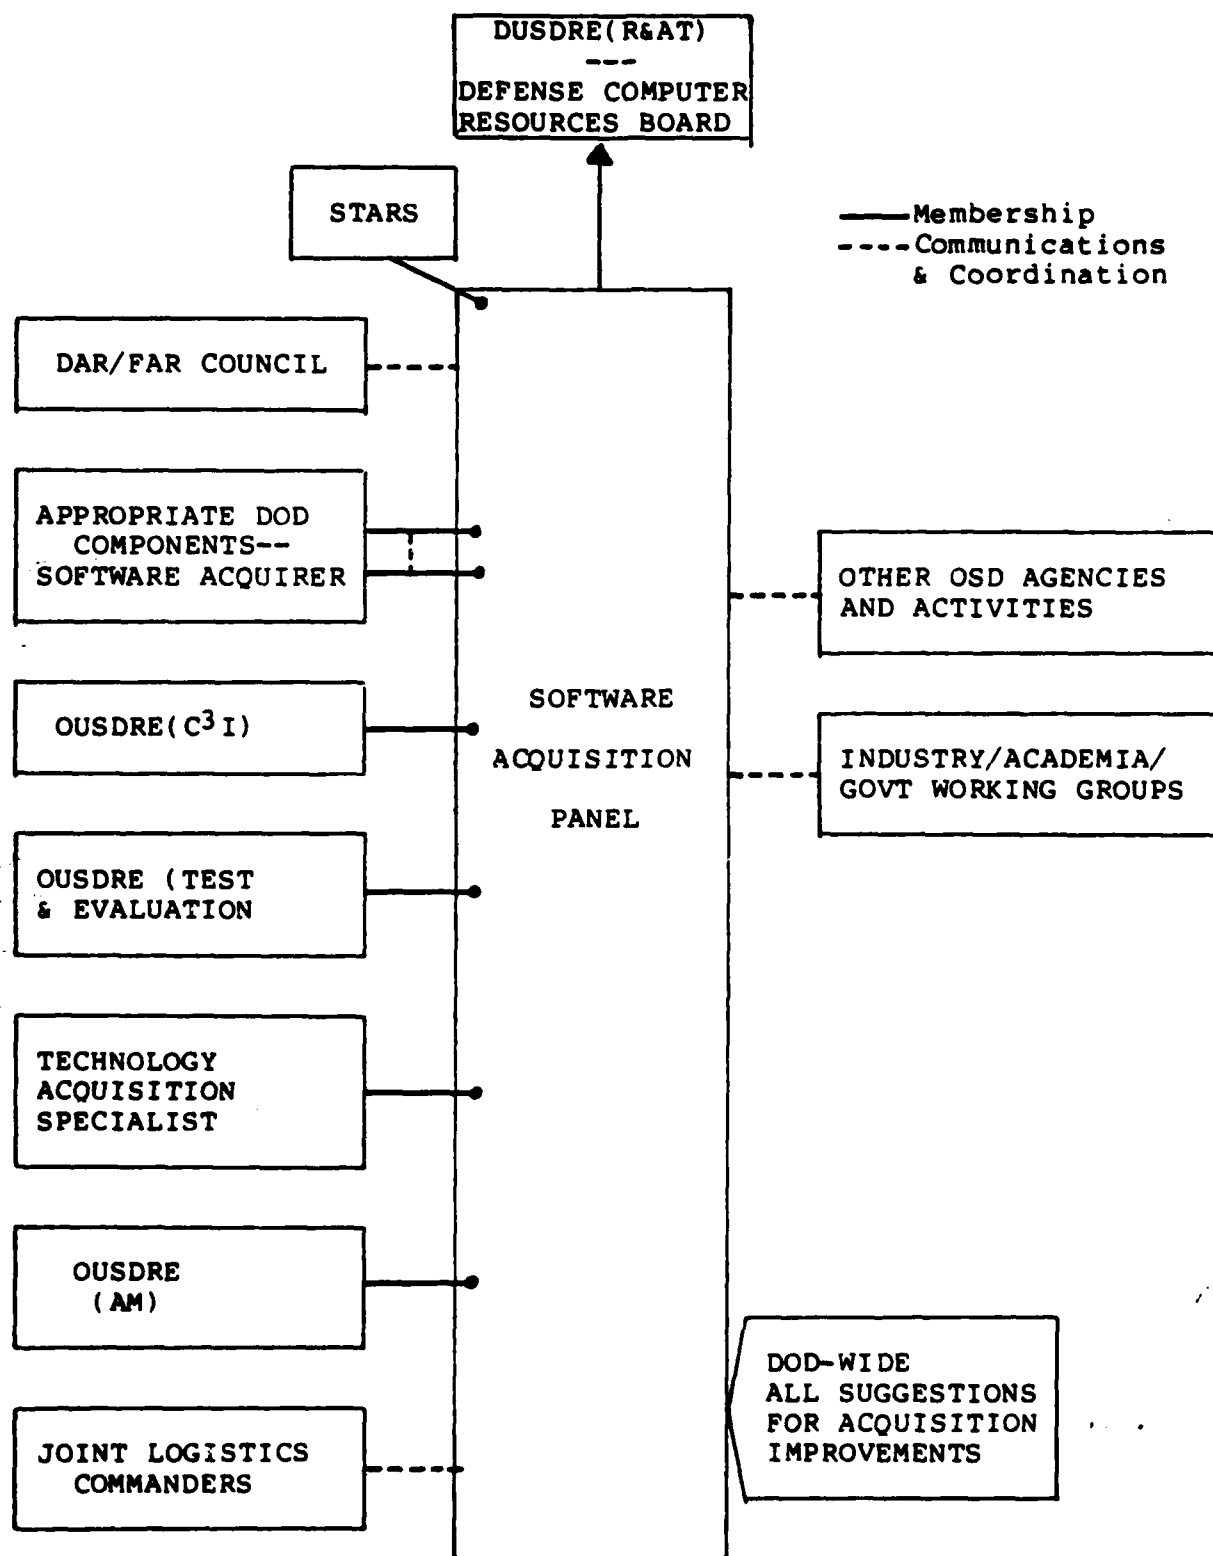 DUSDRE(R&AT)
---
DEFENSE COMPUTER
RESOURCES BOARD
STARS
Membership
Communications
& Coordination
DAR/FAR COUNCIL
APPROPRIATE DOD
COMPONENTS--
SOFTWARE ACQUIRER
OTHER OSD AGENCIES
AND ACTIVITIES
OUSDRE(C³I)
SOFTWARE
ACQUISITION
PANEL
INDUSTRY/ACADEMIA/
GOVT WORKING GROUPS
OUSDRE (TEST
& EVALUATION
TECHNOLOGY
ACQUISITION
SPECIALIST
OUSDRE
(AM)
DOD-WIDE
ALL SUGGESTIONS
FOR ACQUISITION
IMPROVEMENTS
JOINT LOGISTICS
COMMANDERS